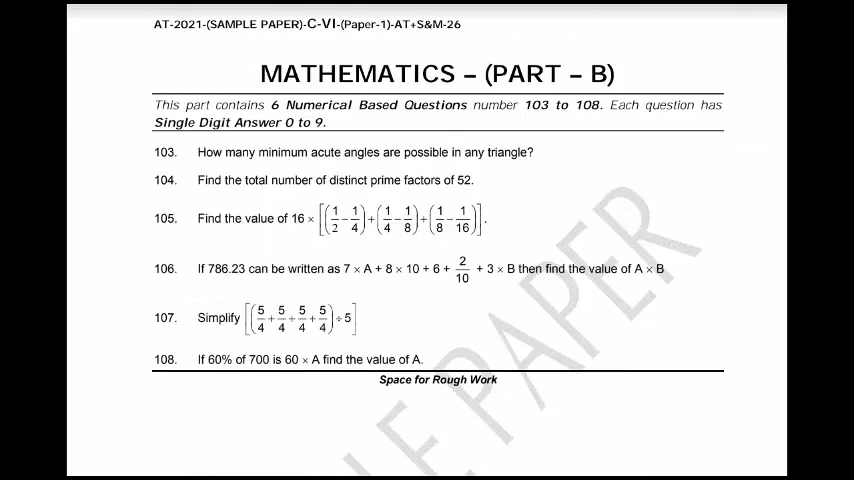 AT-2021-(SAMPLE PAPER)-C-VI-(Paper-1)-AT+S&M-26
MATHEMATICS – (PART – B)
This part contains 6 Numerical Based Questions number 103 to 108. Each question has
Single Digit Answer 0 to 9.
103. How many minimum acute angles are possible in any triangle?
104. Find the total number of distinct prime factors of 52.
105. Find the value of 16 × [(1/2 − 1/4) + (1/4 − 1/8) + (1/8 − 1/16)].
106. If 786.23 can be written as 7 × A + 8 × 10 + 6 + 2/10 + 3 × B then find the value of A × B
107. Simplify [(5/4 + 5/4 + 5/4 + 5/4) ÷ 5]
108. If 60% of 700 is 60 × A find the value of A.
Space for Rough Work
LE PAPER